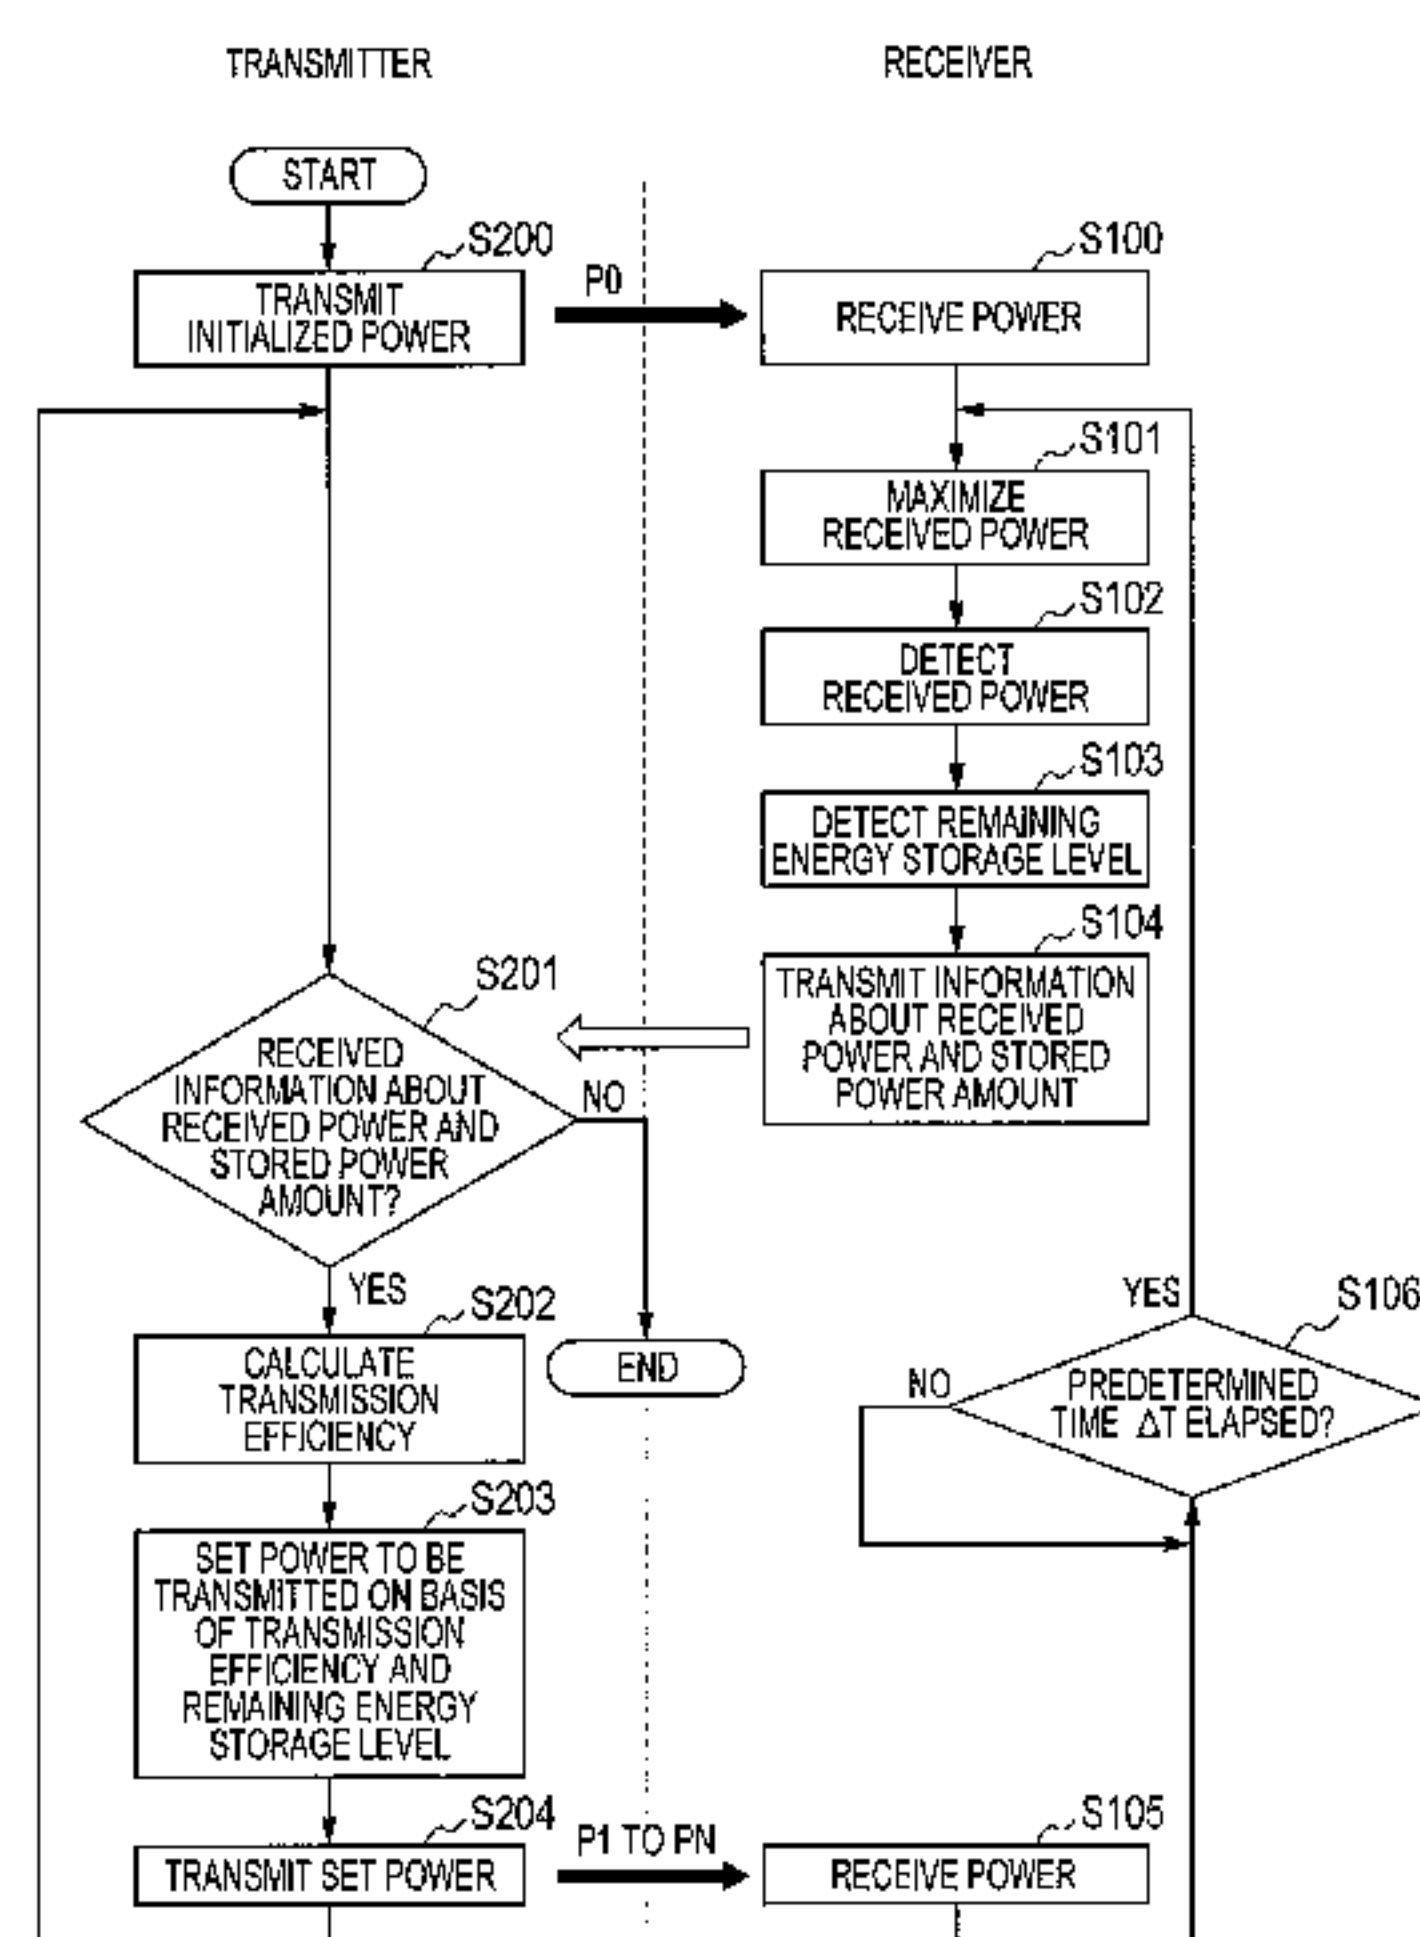 TRANSMITTER
RECEIVER
START
S200
TRANSMIT
INITIALIZED POWER
P0
S100
RECEIVE POWER
S101
MAXIMIZE
RECEIVED POWER
S102
DETECT
RECEIVED POWER
S103
DETECT REMAINING
ENERGY STORAGE LEVEL
S104
TRANSMIT INFORMATION
ABOUT RECEIVED
POWER AND STORED
POWER AMOUNT
S201
RECEIVED
INFORMATION ABOUT
RECEIVED POWER AND
STORED POWER
AMOUNT?
NO
END
YES
S202
CALCULATE
TRANSMISSION
EFFICIENCY
YES
S106
NO
PREDETERMINED
TIME ΔT ELAPSED?
S203
SET POWER TO BE
TRANSMITTED ON BASIS
OF TRANSMISSION
EFFICIENCY AND
REMAINING ENERGY
STORAGE LEVEL
S204
TRANSMIT SET POWER
P1 TO PN
S105
RECEIVE POWER